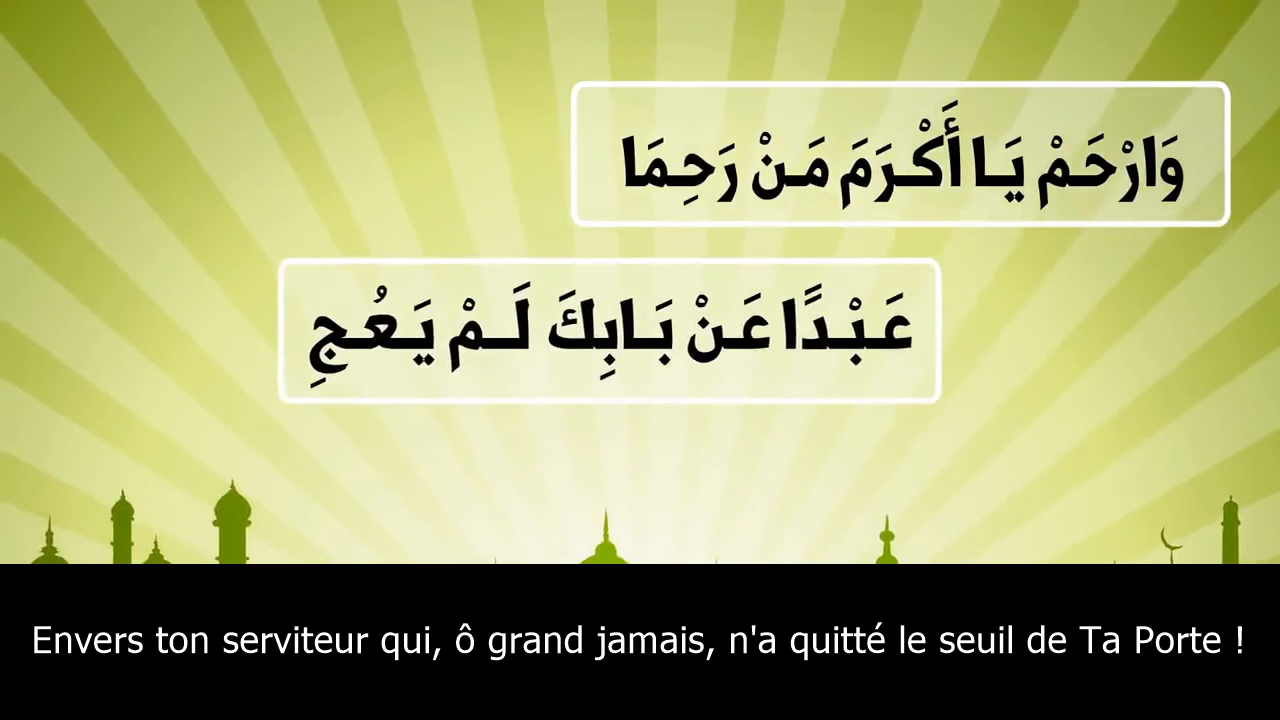 وَارْحَمْ يَا أَكْرَمَ مَنْ رَحِمَا
عَبْدًا عَنْ بَابِكَ لَمْ يَعُجِ
Envers ton serviteur qui, ô grand jamais, n'a quitté le seuil de Ta Porte !